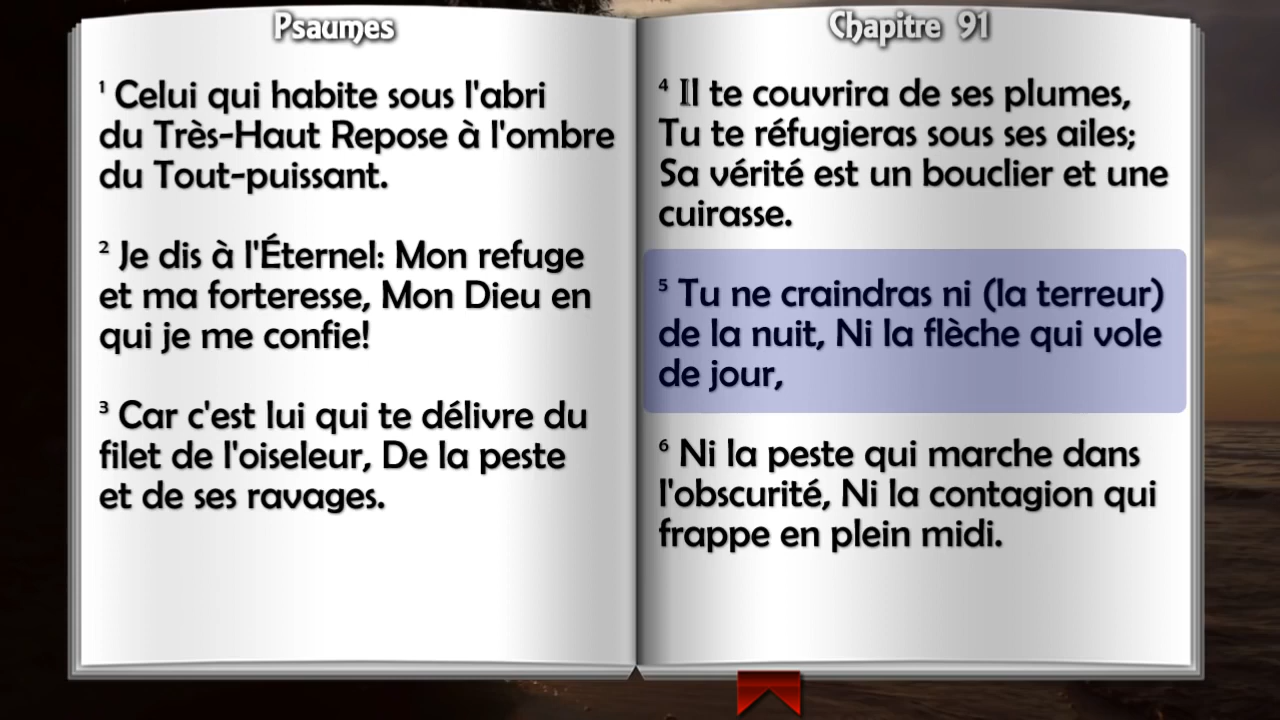 Psaumes
¹ Celui qui habite sous l'abri
du Très-Haut Repose à l'ombre
du Tout-puissant.
² Je dis à l'Éternel: Mon refuge
et ma forteresse, Mon Dieu en
qui je me confie!
³ Car c'est lui qui te délivre du
filet de l'oiseleur, De la peste
et de ses ravages.
Chapitre 91
⁴ Il te couvrira de ses plumes,
Tu te réfugieras sous ses ailes;
Sa vérité est un bouclier et une
cuirasse.
⁵ Tu ne craindras ni (la terreur)
de la nuit, Ni la flèche qui vole
de jour,
⁶ Ni la peste qui marche dans
l'obscurité, Ni la contagion qui
frappe en plein midi.